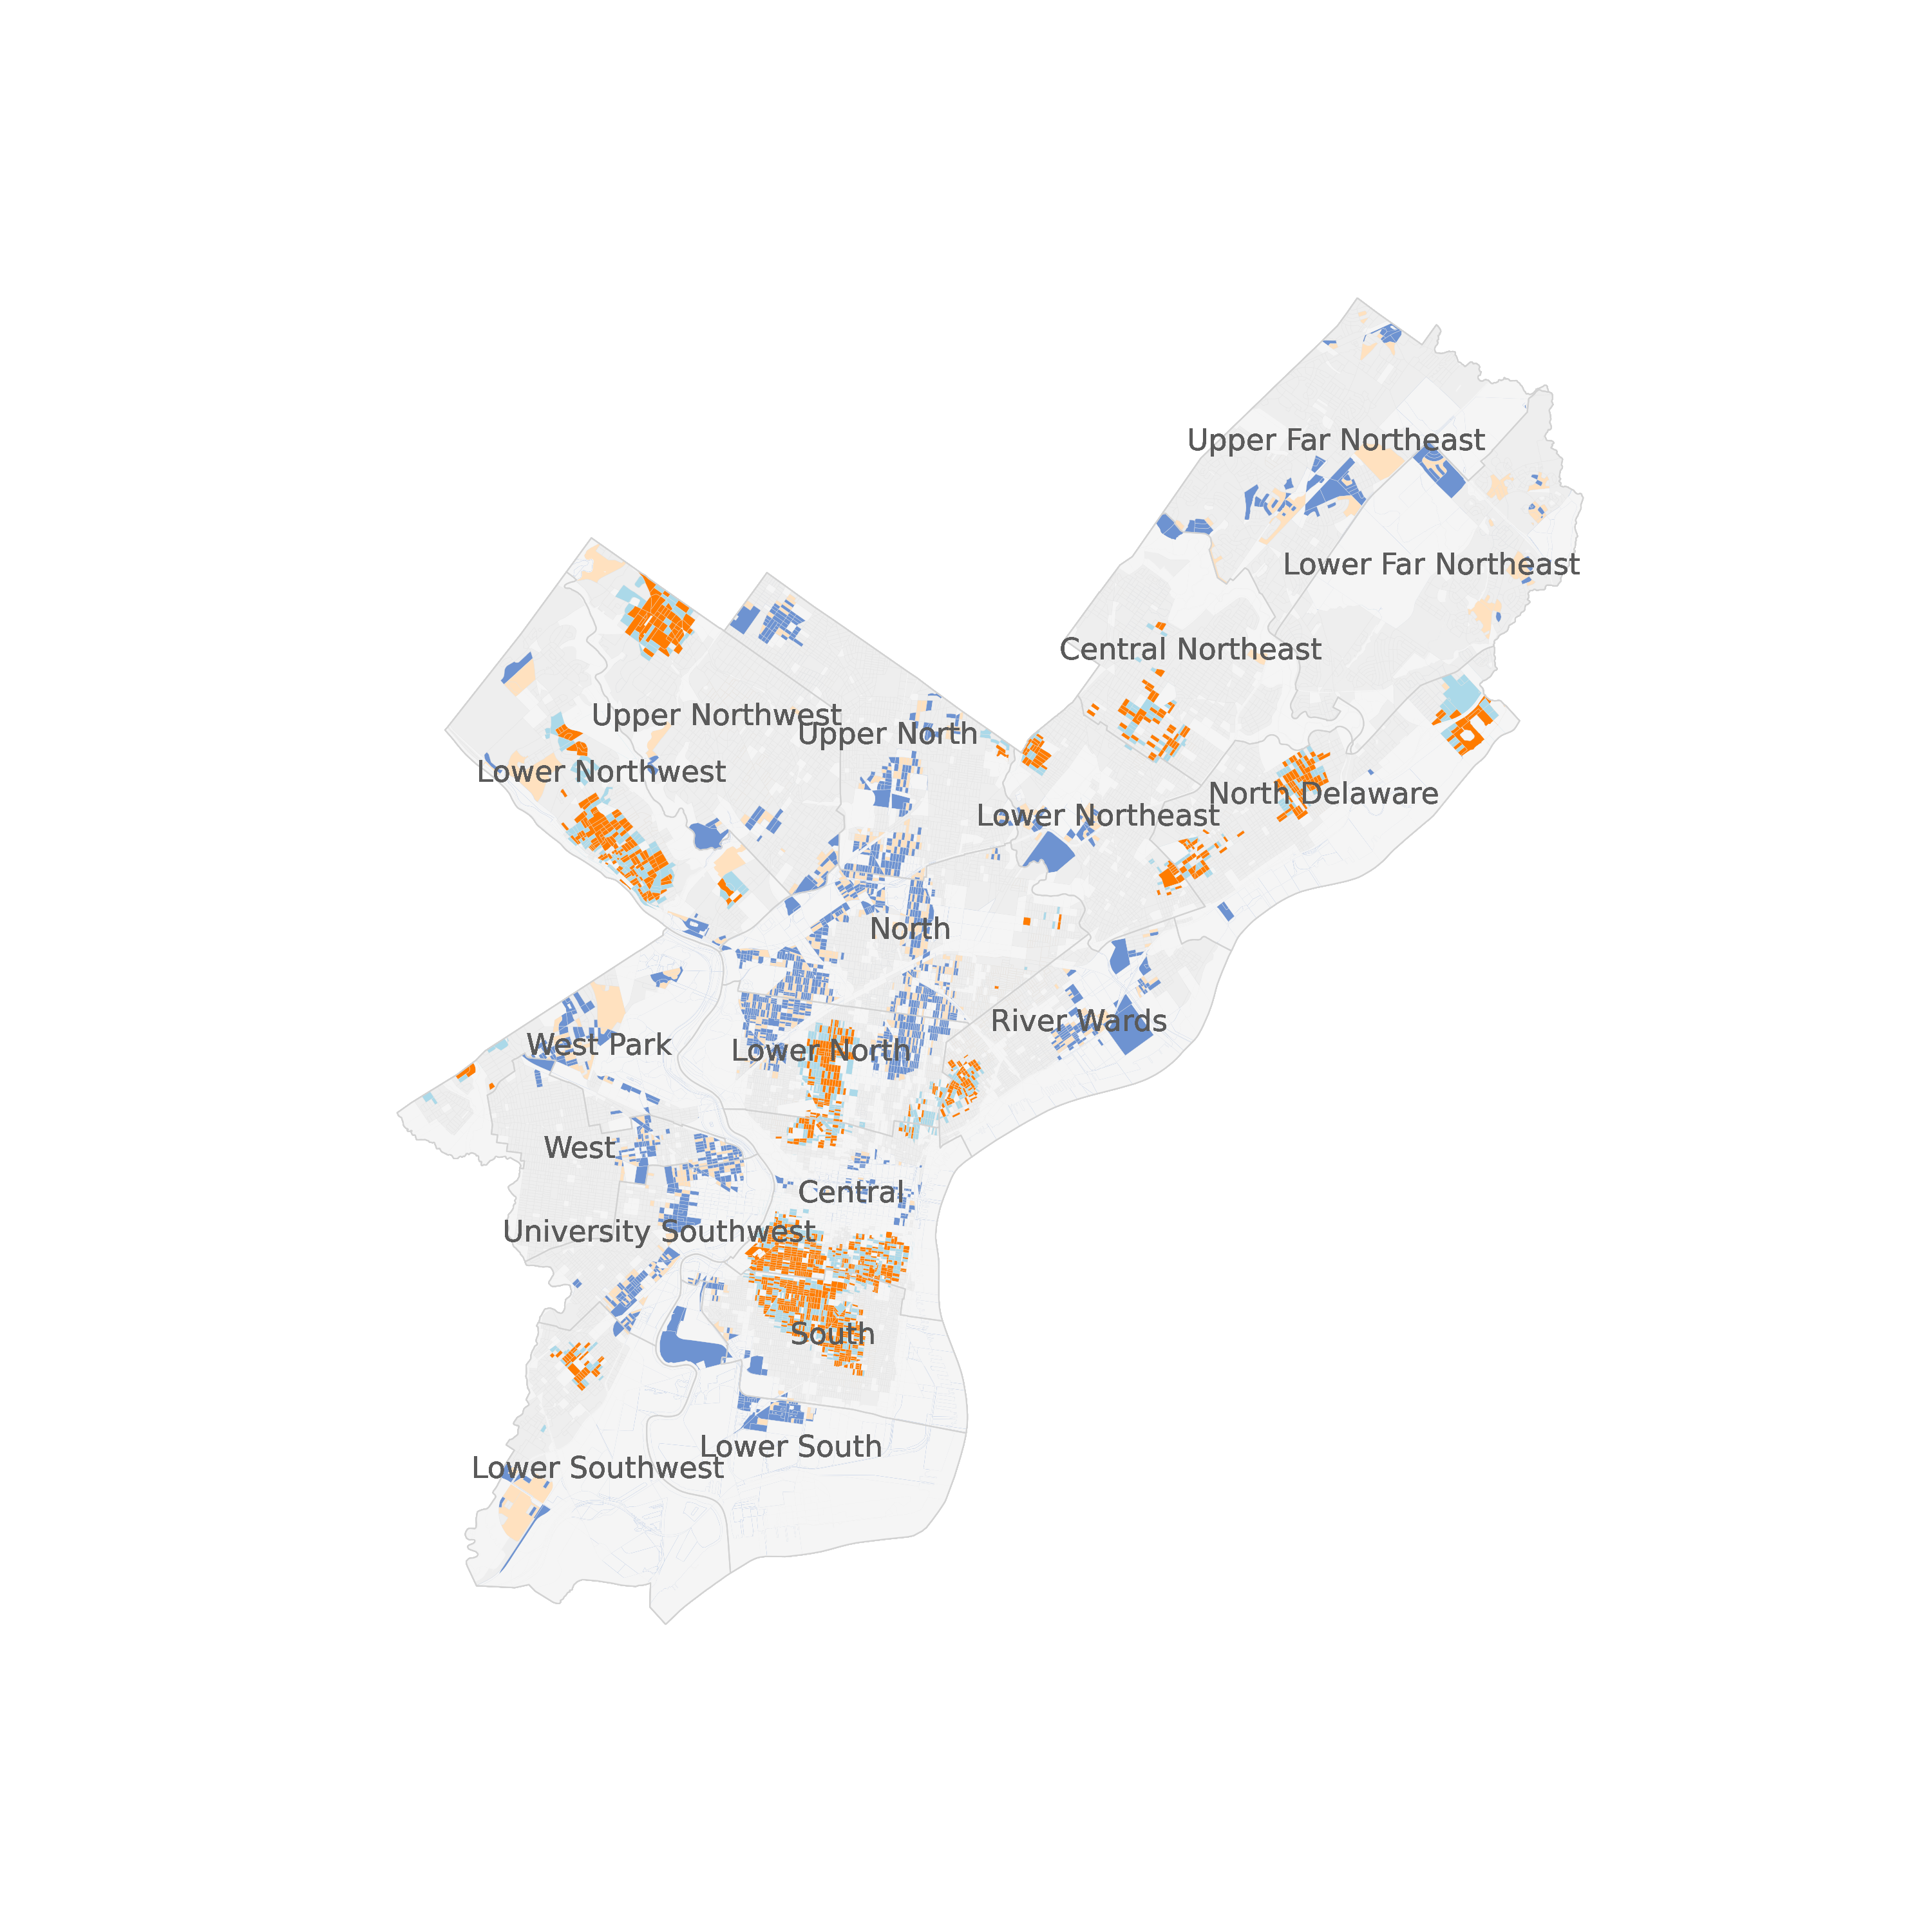 Upper Far Northeast
Lower Far Northeast
Central Northeast
Upper Northwest
Upper North
Lower Northwest
North Delaware
Lower Northeast
North
River Wards
West Park
Lower North
West
Central
University Southwest
South
Lower South
Lower Southwest